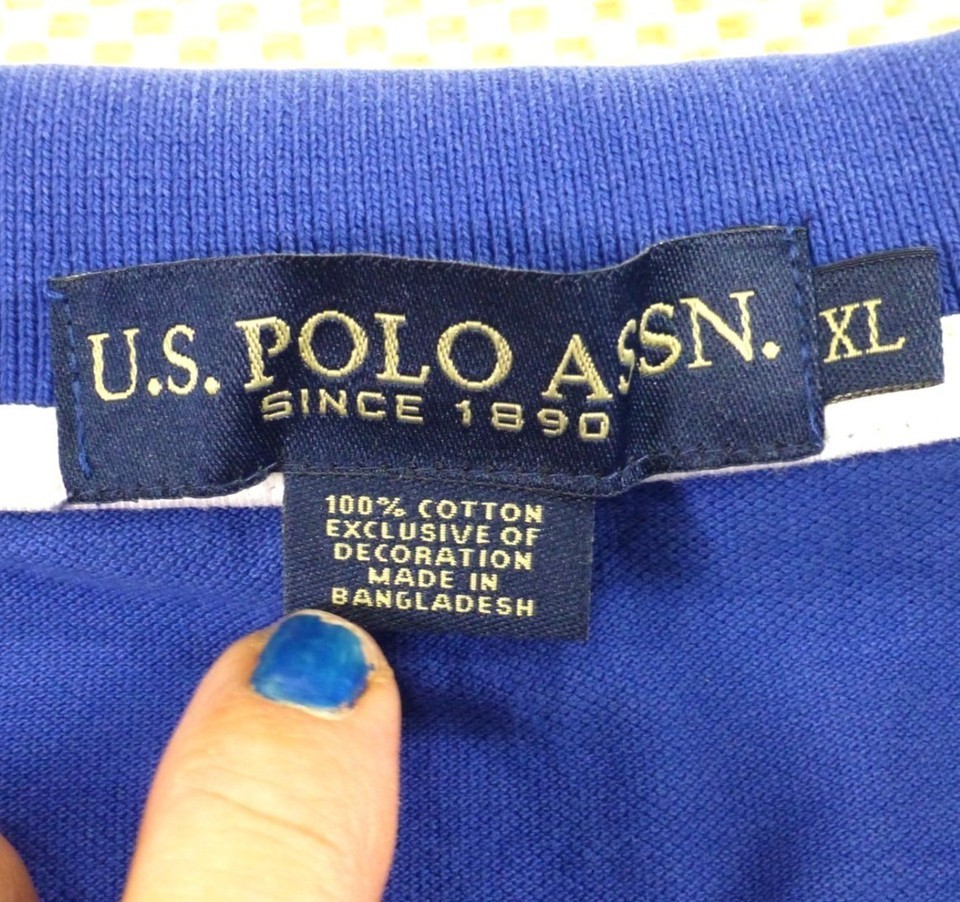 U.S. POLO ASSN.
SINCE 1890
XL
100% COTTON
EXCLUSIVE OF
DECORATION
MADE IN
BANGLADESH